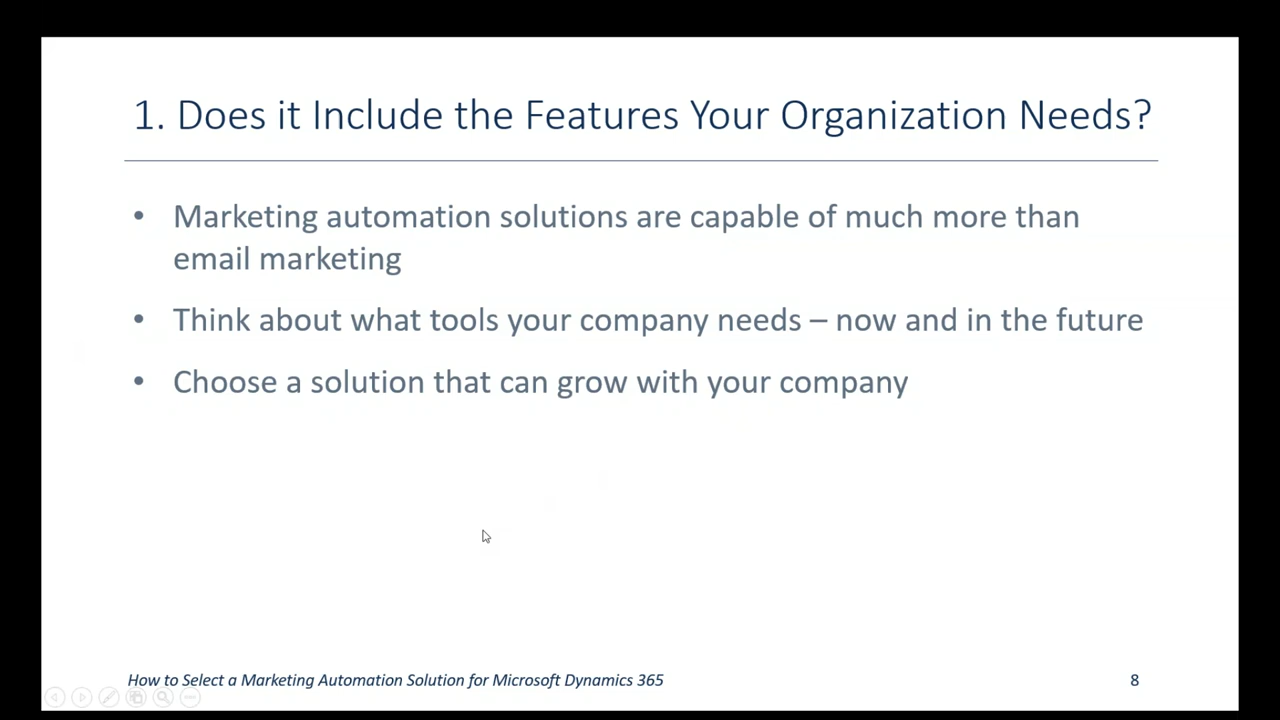 1. Does it Include the Features Your Organization Needs?
• Marketing automation solutions are capable of much more than
email marketing
• Think about what tools your company needs – now and in the future
• Choose a solution that can grow with your company
How to Select a Marketing Automation Solution for Microsoft Dynamics 365
8